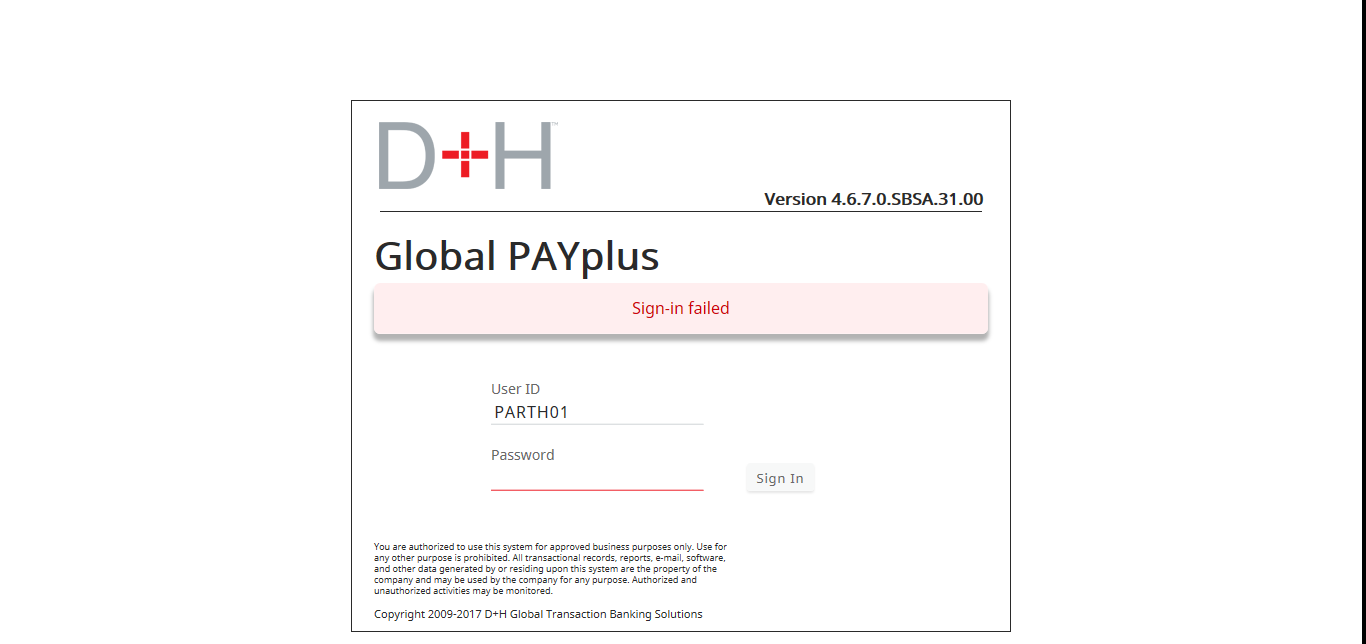 D+H™
Version 4.6.7.0.SBSA.31.00
Global PAYplus
Sign-in failed
User ID
PARTH01
Password
Sign In
You are authorized to use this system for approved business purposes only. Use for
any other purpose is prohibited. All transactional records, reports, e-mail, software,
and other data generated by or residing upon this system are the property of the
company and may be used by the company for any purpose. Authorized and
unauthorized activities may be monitored.
Copyright 2009-2017 D+H Global Transaction Banking Solutions